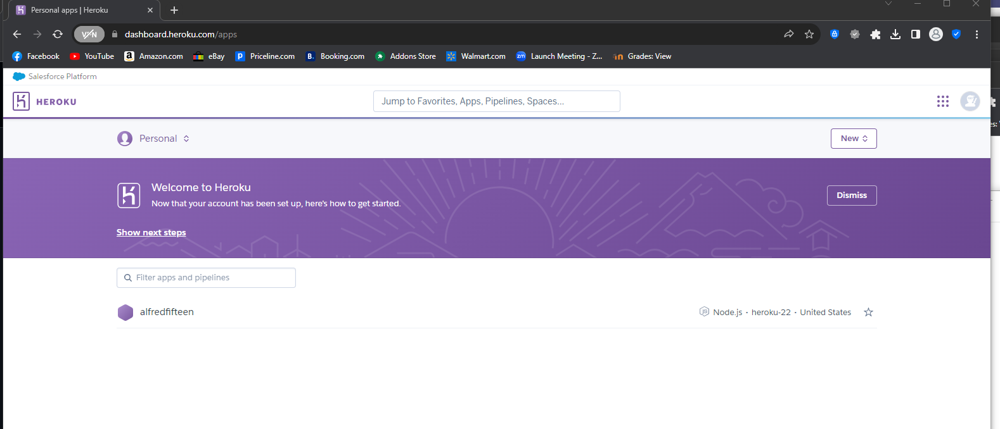 Personal apps | Heroku
VPN
dashboard.heroku.com/apps
Facebook YouTube Amazon.com eBay Priceline.com Booking.com Addons Store Walmart.com Launch Meeting - Z... Grades: View
Salesforce Platform
HEROKU
Jump to Favorites, Apps, Pipelines, Spaces...
Personal
New
Welcome to Heroku
Now that your account has been set up, here's how to get started.
Dismiss
Show next steps
Filter apps and pipelines
alfredfifteen
Node.js • heroku-22 • United States